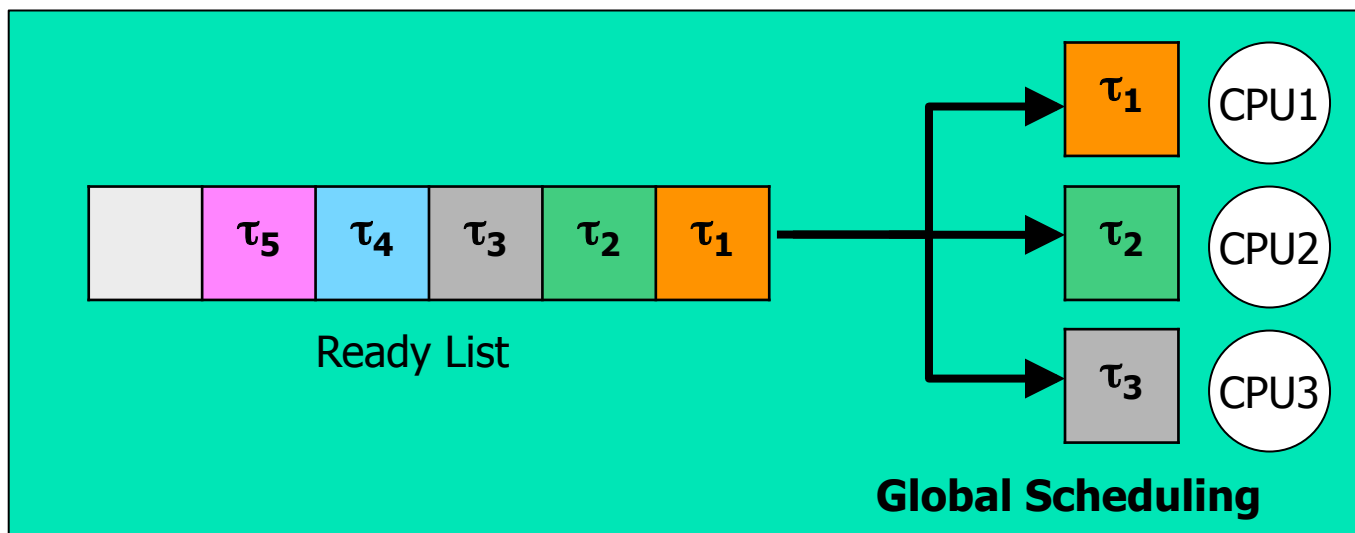 τ1 CPU1
τ5 τ4 τ3 τ2 τ1
τ2 CPU2
Ready List
τ3 CPU3
Global Scheduling